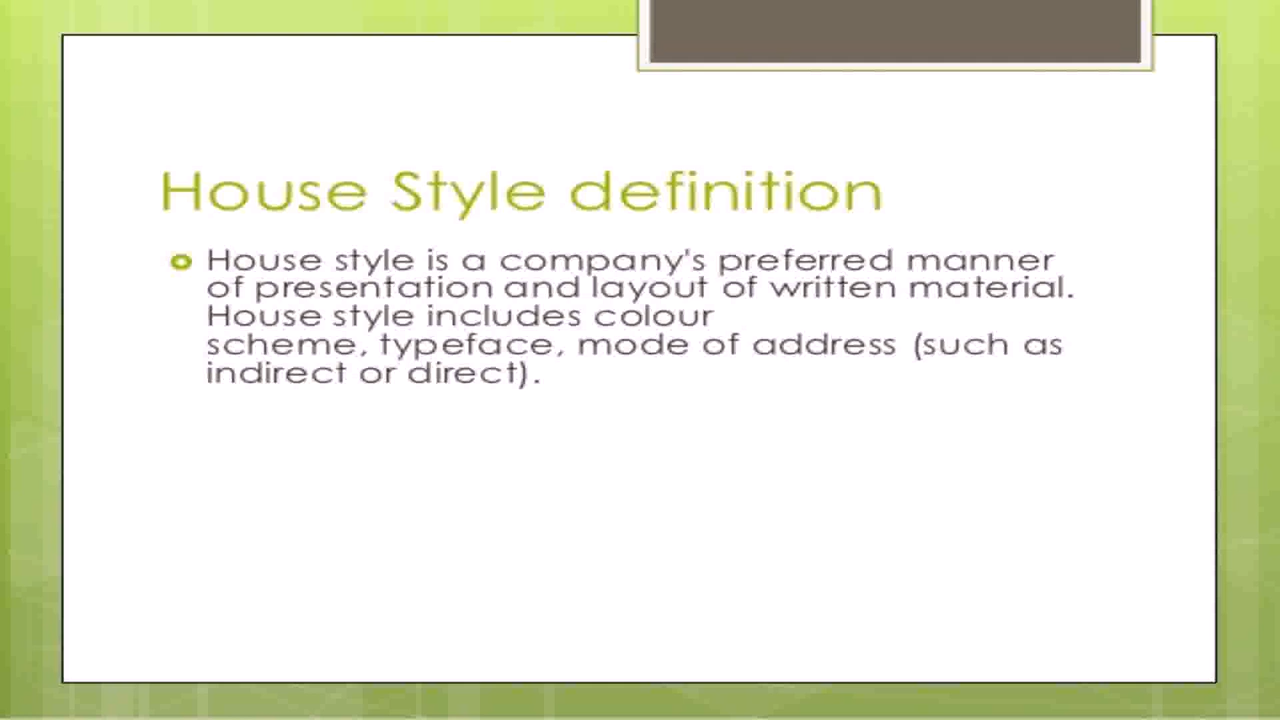 House Style definition
House style is a company's preferred manner
of presentation and layout of written material.
House style includes colour
scheme, typeface, mode of address (such as
indirect or direct).